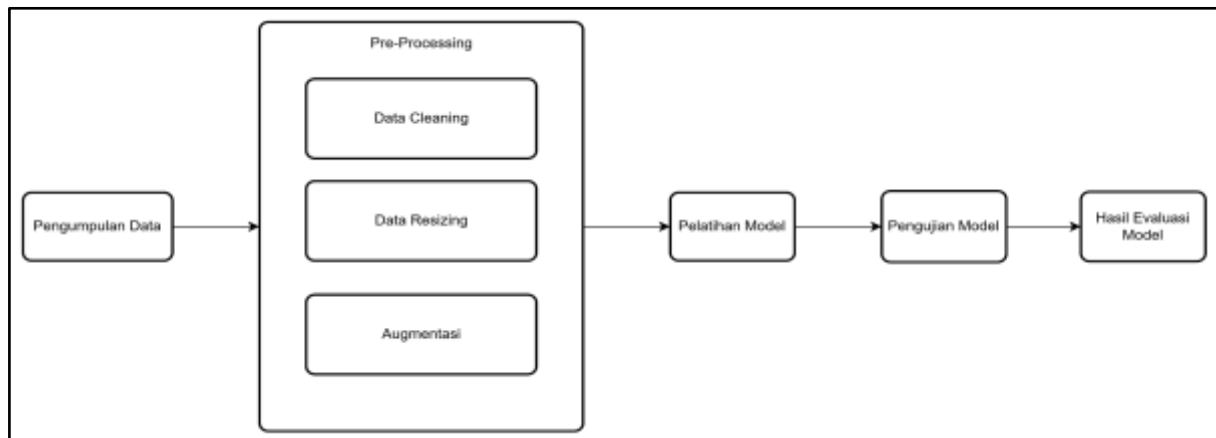 Pengumpulan Data
Pre-Processing
Data Cleaning
Data Resizing
Augmentasi
Pelatihan Model
Pengujian Model
Hasil Evaluasi
Model